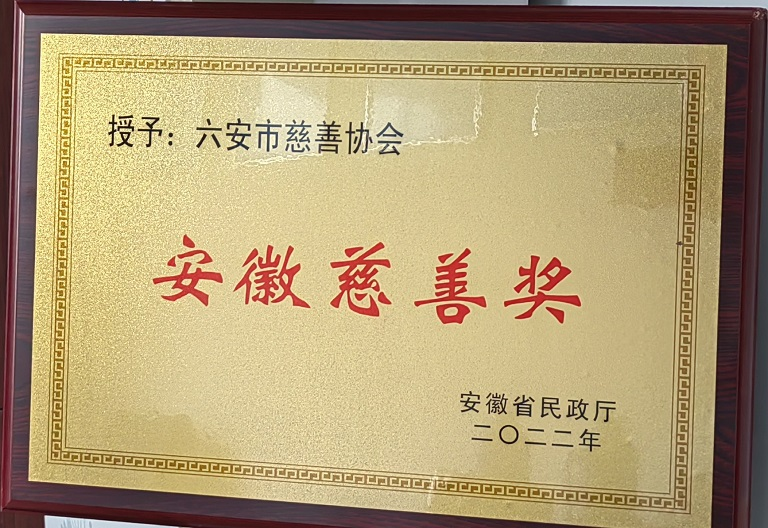 授予：六安市慈善协会
安徽慈善奖
安徽省民政厅
二〇二二年